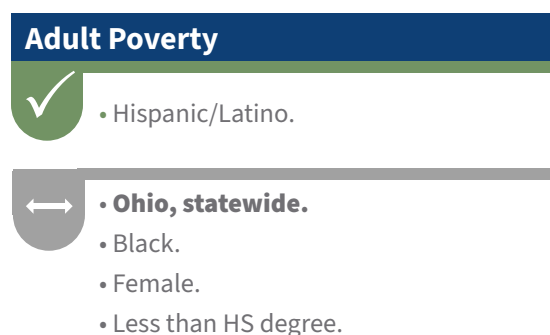 Adult Poverty
• Hispanic/Latino.
• Ohio, statewide.
• Black.
• Female.
• Less than HS degree.